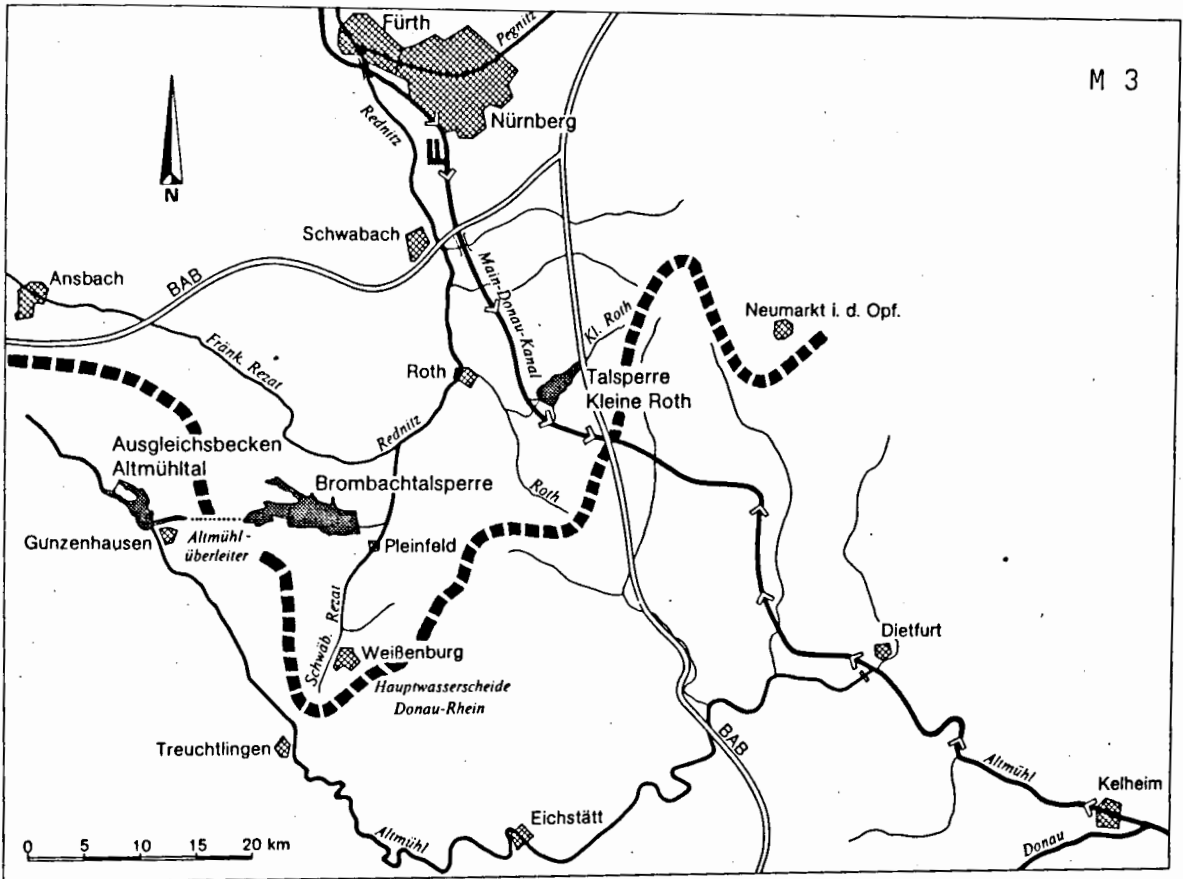 Fürth
Pegnitz
M 3
Rednitz
Nürnberg
N
Schwabach
Ansbach
BAB
Main-Donau-Kanal
Kl. Roth
Neumarkt i. d. Opf.
Fränk. Rezat
Roth
Talsperre
Kleine Roth
Rednitz
Ausgleichsbecken
Altmühltal
Brombachtalsperre
Roth
Gunzenhausen
Altmühl-
überleiter
Pleinfeld
Schwäb. Rezat
Dietfurt
Weißenburg
Hauptwasserscheide
Donau-Rhein
Treuchtlingen
BAB
Altmühl
Kelheim
Eichstätt
Altmühl
Donau
0 5 10 15 20 km